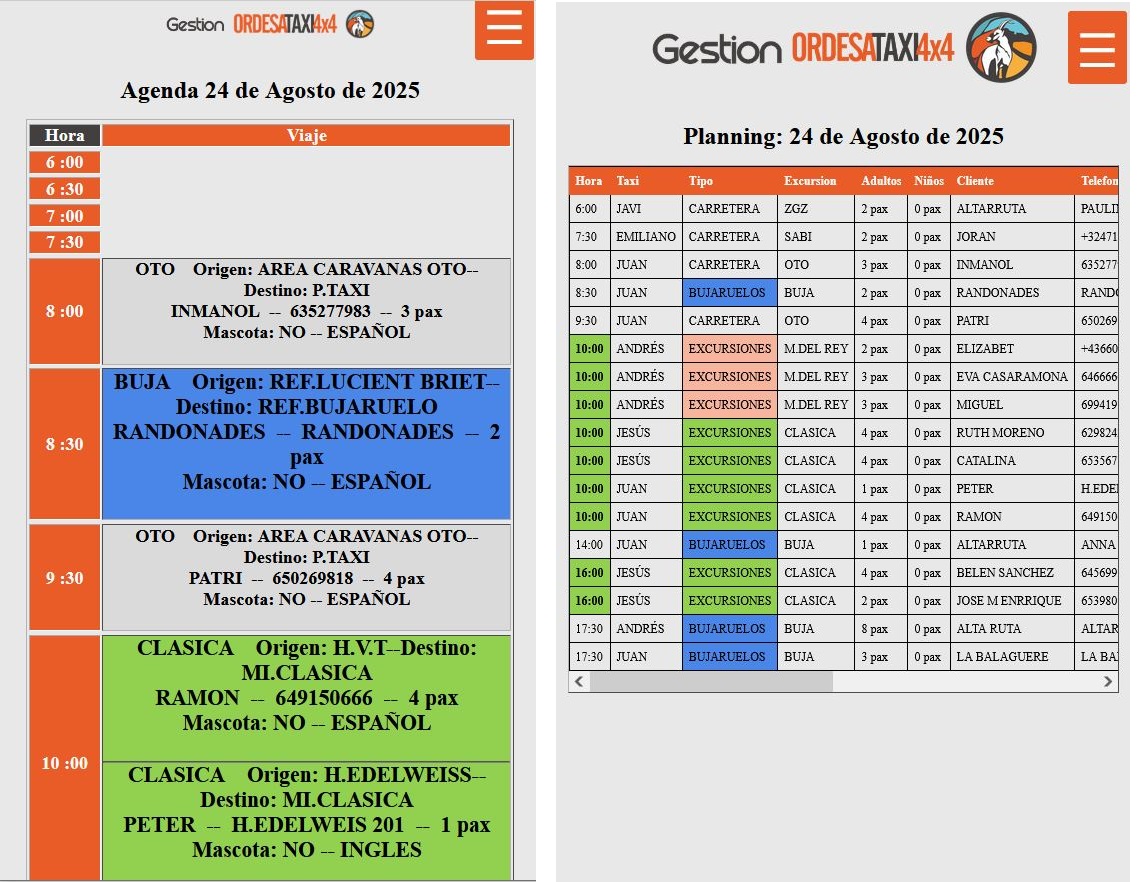 Gestion ORDESATAXI4x4
Agenda 24 de Agosto de 2025
Hora Viaje
6 :00
6 :30
7 :00
7 :30
8 :00
OTO Origen: AREA CARAVANAS OTO--
Destino: P.TAXI
INMANOL -- 635277983 -- 3 pax
Mascota: NO -- ESPAÑOL
8 :30
BUJA Origen: REF.LUCIENT BRIET--
Destino: REF.BUJARUELO
RANDONADES -- RANDONADES -- 2
pax
Mascota: NO -- ESPAÑOL
9 :30
OTO Origen: AREA CARAVANAS OTO--
Destino: P.TAXI
PATRI -- 650269818 -- 4 pax
Mascota: NO -- ESPAÑOL
10 :00
CLASICA Origen: H.V.T--Destino:
MI.CLASICA
RAMON -- 649150666 -- 4 pax
Mascota: NO -- ESPAÑOL
CLASICA Origen: H.EDELWEISS--
Destino: MI.CLASICA
PETER -- H.EDELWEIS 201 -- 1 pax
Mascota: NO -- INGLES
Gestion ORDESATAXI4x4
Planning: 24 de Agosto de 2025
Hora Taxi Tipo Excursion Adultos Niños Cliente Telefon
6:00 JAVI CARRETERA ZGZ 2 pax 0 pax ALTARRUTA PAULI
7:30 EMILIANO CARRETERA SABI 2 pax 0 pax JORAN +32471
8:00 JUAN CARRETERA OTO 3 pax 0 pax INMANOL 635277
8:30 JUAN BUJARUELOS BUJA 2 pax 0 pax RANDONADES RAND
9:30 JUAN CARRETERA OTO 4 pax 0 pax PATRI 650269
10:00 ANDRÉS EXCURSIONES M.DEL REY 2 pax 0 pax ELIZABET +43660
10:00 ANDRÉS EXCURSIONES M.DEL REY 3 pax 0 pax EVA CASARAMONA 646666
10:00 ANDRÉS EXCURSIONES M.DEL REY 3 pax 0 pax MIGUEL 699419
10:00 JESÚS EXCURSIONES CLASICA 4 pax 0 pax RUTH MORENO 629824
10:00 JESÚS EXCURSIONES CLASICA 4 pax 0 pax CATALINA 653567
10:00 JUAN EXCURSIONES CLASICA 1 pax 0 pax PETER H.EDE
10:00 JUAN EXCURSIONES CLASICA 4 pax 0 pax RAMON 649150
14:00 JUAN BUJARUELOS BUJA 1 pax 0 pax ALTARRUTA ANNA
16:00 JESÚS EXCURSIONES CLASICA 4 pax 0 pax BELEN SANCHEZ 645699
16:00 JESÚS EXCURSIONES CLASICA 2 pax 0 pax JOSE M ENRRIQUE 653980
17:30 ANDRÉS BUJARUELOS BUJA 8 pax 0 pax ALTA RUTA ALTAR
17:30 JUAN BUJARUELOS BUJA 3 pax 0 pax LA BALAGUERE LA BA